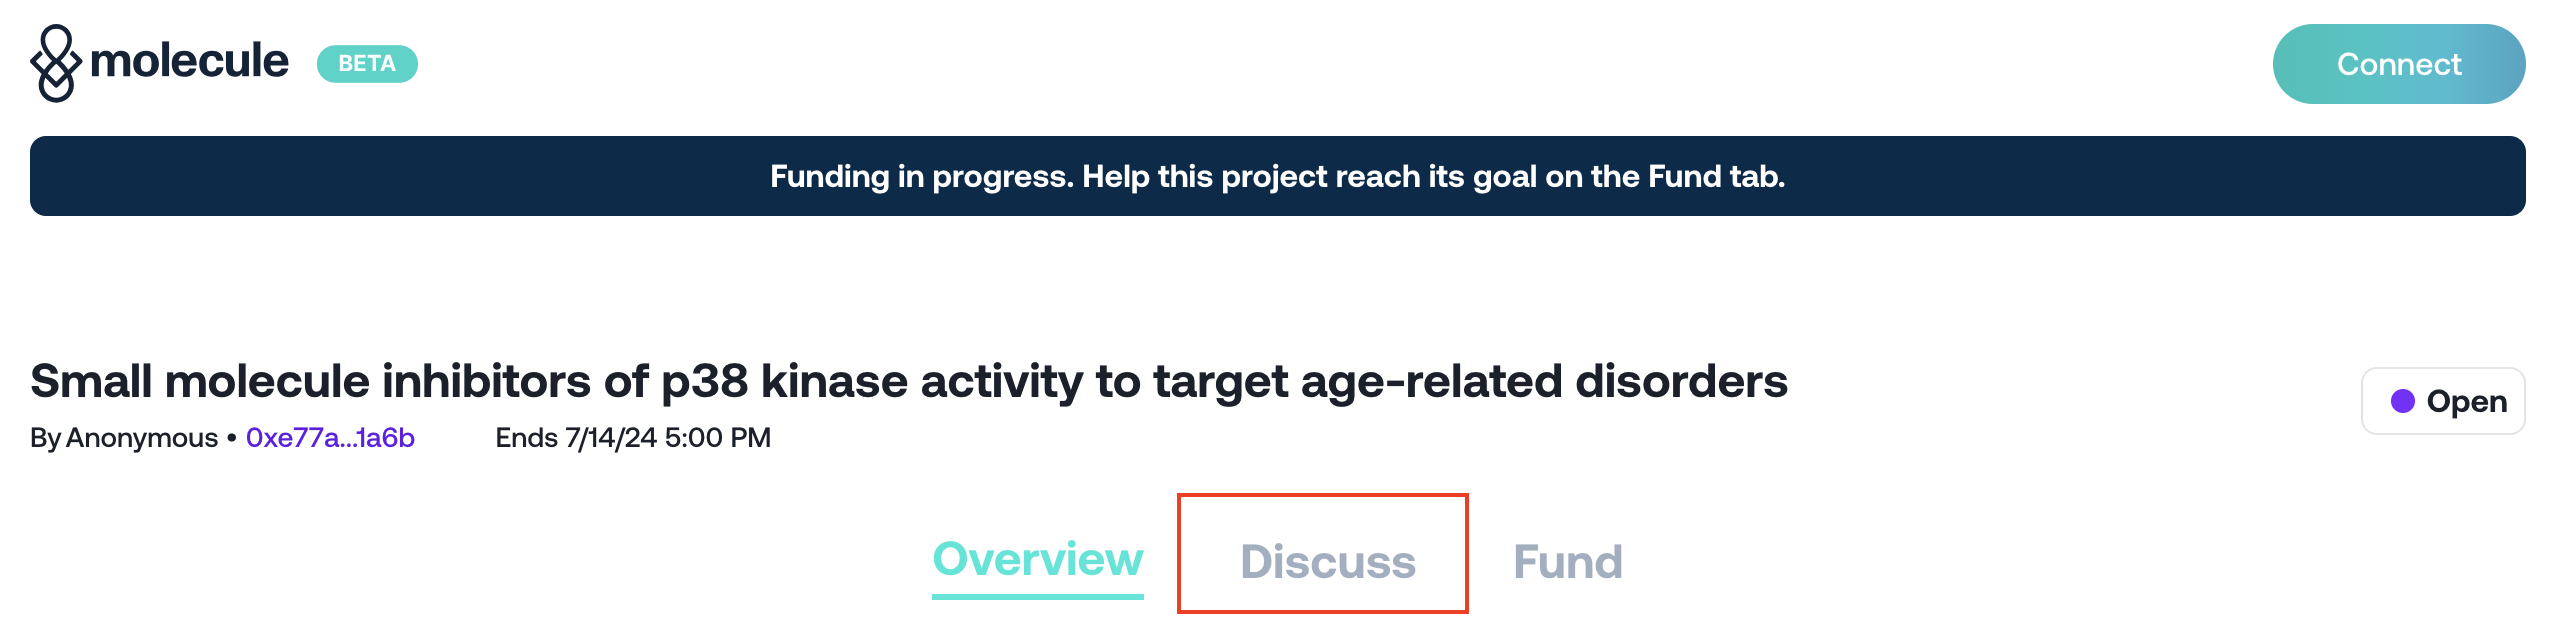 molecule BETA Connect
Funding in progress. Help this project reach its goal on the Fund tab.
Small molecule inhibitors of p38 kinase activity to target age-related disorders
Open
By Anonymous • 0xe77a...1a6b Ends 7/14/24 5:00 PM
Overview Discuss Fund